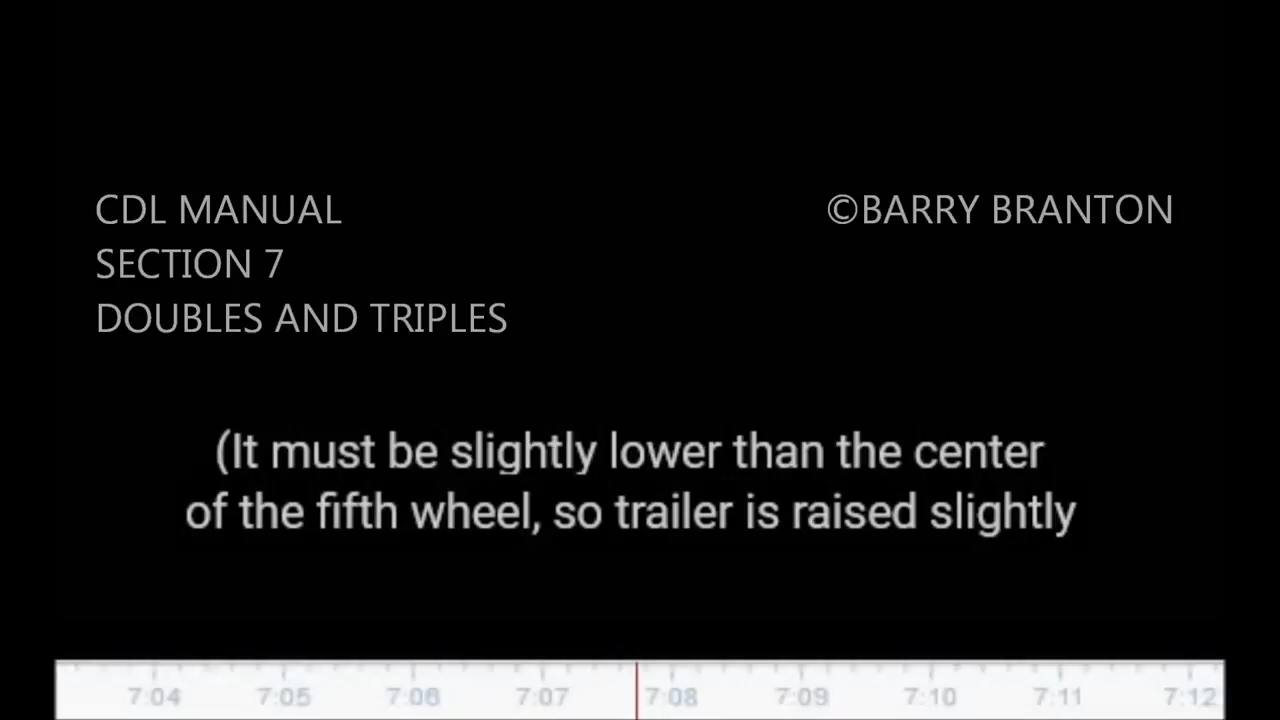 CDL MANUAL
©BARRY BRANTON
SECTION 7
DOUBLES AND TRIPLES
(It must be slightly lower than the center
of the fifth wheel, so trailer is raised slightly
7:04 7:05 7:06 7:07 7:08 7:09 7:10 7:11 7:12